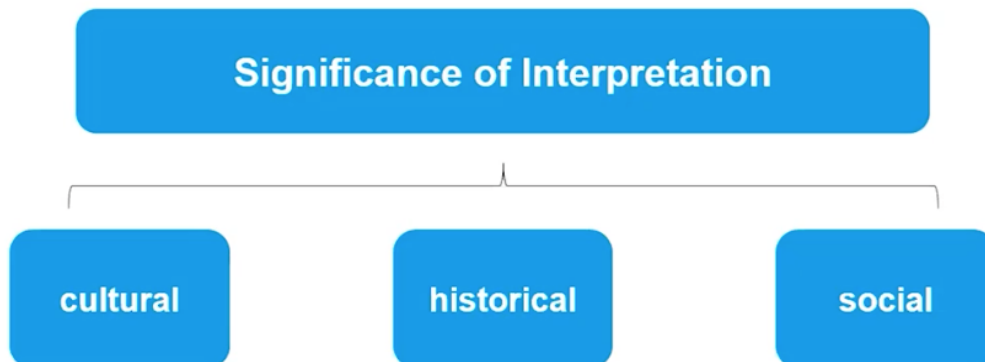 Significance of Interpretation
cultural
historical
social